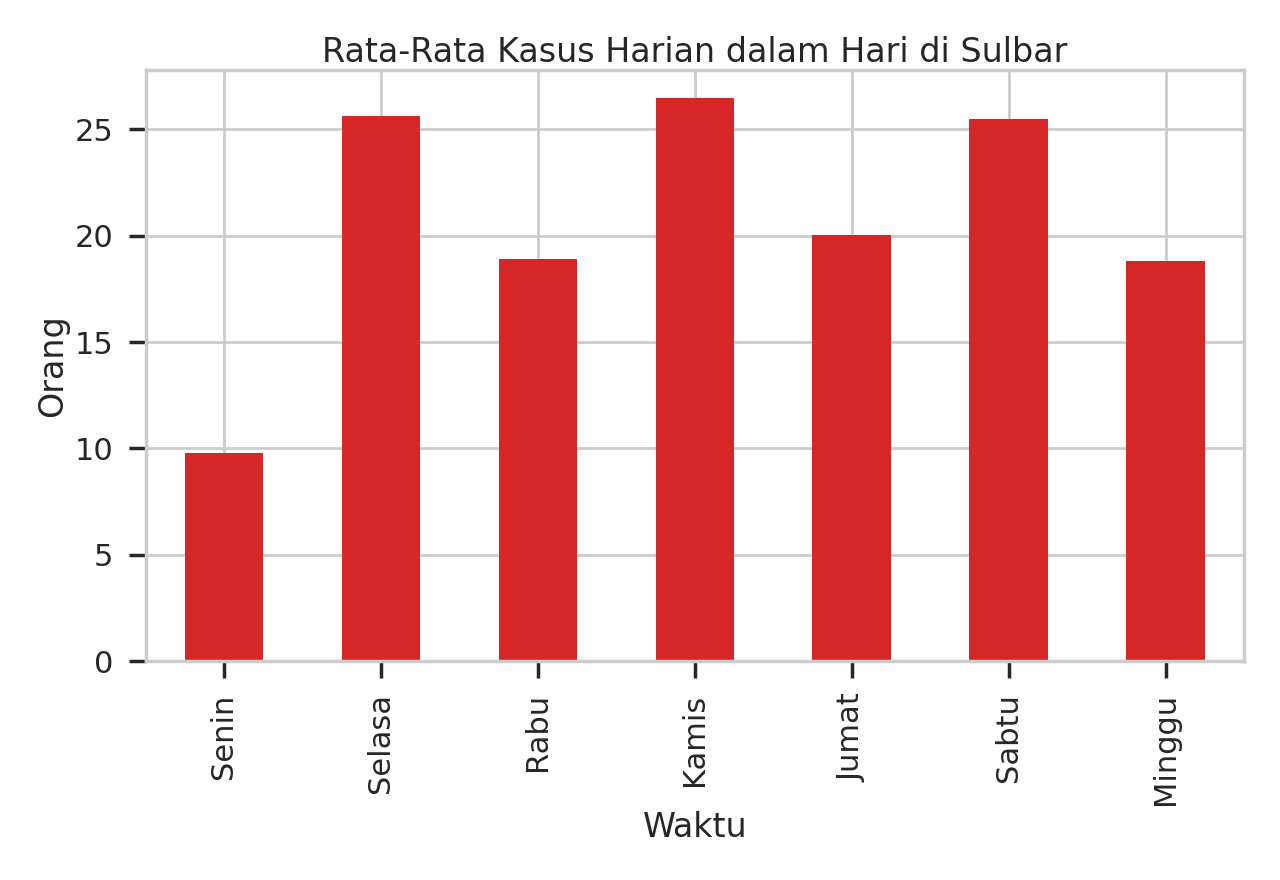 Rata-Rata Kasus Harian dalam Hari di Sulbar
Orang
25
20
15
10
5
0
Senin
Selasa
Rabu
Kamis
Jumat
Sabtu
Minggu
Waktu